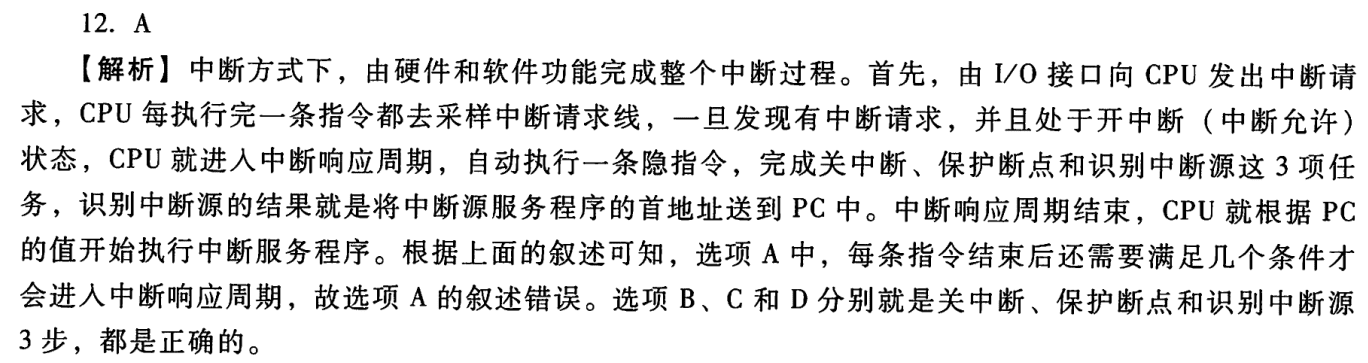 12. A
【解析】中断方式下，由硬件和软件功能完成整个中断过程。首先，由 I/O 接口向 CPU 发出中断请
求，CPU 每执行完一条指令都去采样中断请求线，一旦发现有中断请求，并且处于开中断（中断允许）
状态，CPU 就进入中断响应周期，自动执行一条隐指令，完成关中断、保护断点和识别中断源这 3 项任
务，识别中断源的结果就是将中断源服务程序的首地址送到 PC 中。中断响应周期结束，CPU 就根据 PC
的值开始执行中断服务程序。根据上面的叙述可知，选项 A 中，每条指令结束后还需要满足几个条件才
会进入中断响应周期，故选项 A 的叙述错误。选项 B、C 和 D 分别就是关中断、保护断点和识别中断源
3 步，都是正确的。